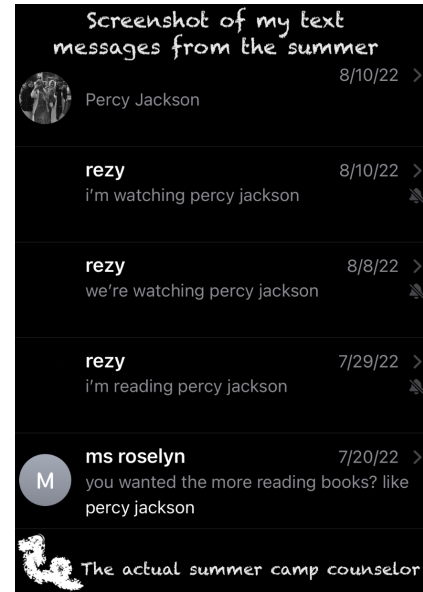 Screenshot of my text
messages from the summer
8/10/22
Percy Jackson
rezy 8/10/22
i'm watching percy jackson
rezy 8/8/22
we're watching percy jackson
rezy 7/29/22
i'm reading percy jackson
M
ms roselyn 7/20/22
you wanted the more reading books? like
percy jackson
The actual summer camp counselor